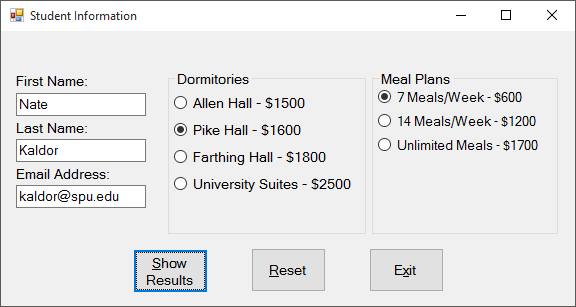 Student Information
First Name:
Nate
Last Name:
Kaldor
Email Address:
kaldor@spu.edu
Dormitories
Allen Hall - $1500
Pike Hall - $1600
Farthing Hall - $1800
University Suites - $2500
Meal Plans
7 Meals/Week - $600
14 Meals/Week - $1200
Unlimited Meals - $1700
Show
Results
Reset
Exit